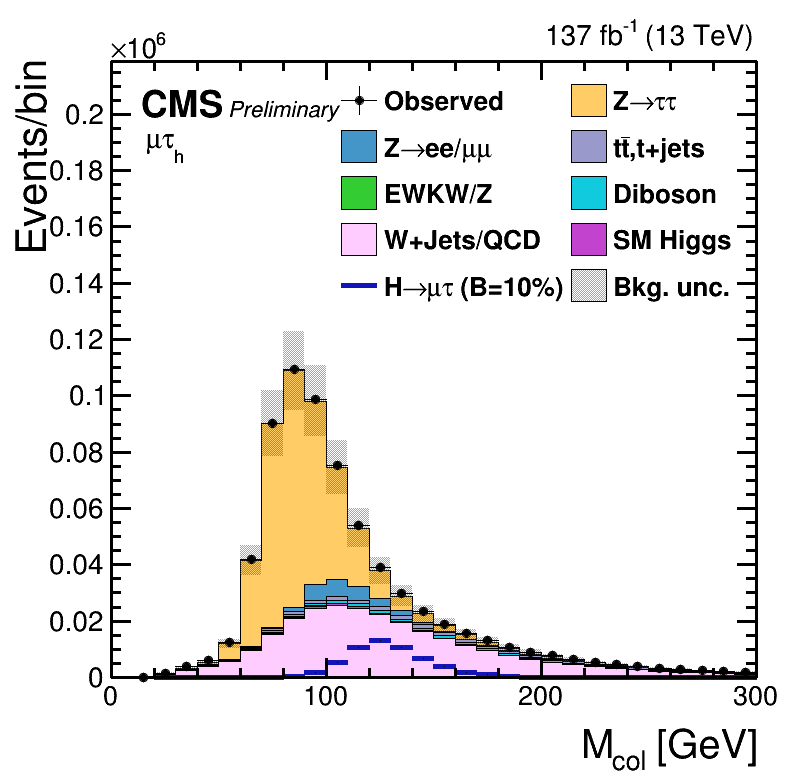 ×10⁶
137 fb⁻¹ (13 TeV)
Events/bin
CMS Preliminary
μτₕ
Observed
Z→ττ
Z→ee/μμ
tt̄,t+jets
EWKW/Z
Diboson
W+Jets/QCD
SM Higgs
H→μτ (B=10%)
Bkg. unc.
0.2
0.18
0.16
0.14
0.12
0.1
0.08
0.06
0.04
0.02
0
0 100 200 300
M_col [GeV]